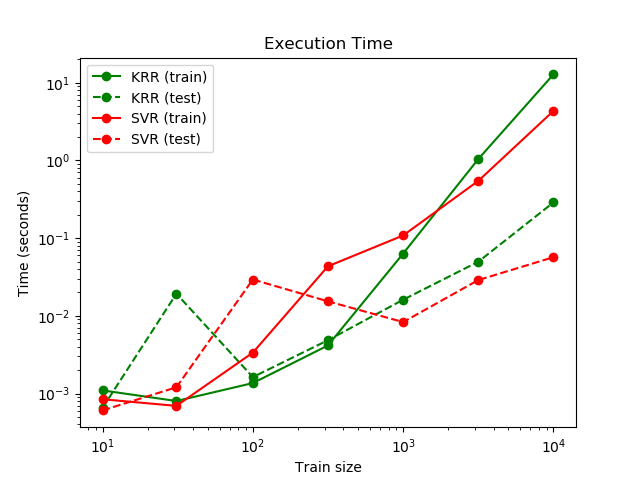 Execution Time
KRR (train)
KRR (test)
SVR (train)
SVR (test)
10¹
10⁰
10⁻¹
10⁻²
10⁻³
Time (seconds)
10¹
10²
10³
10⁴
Train size